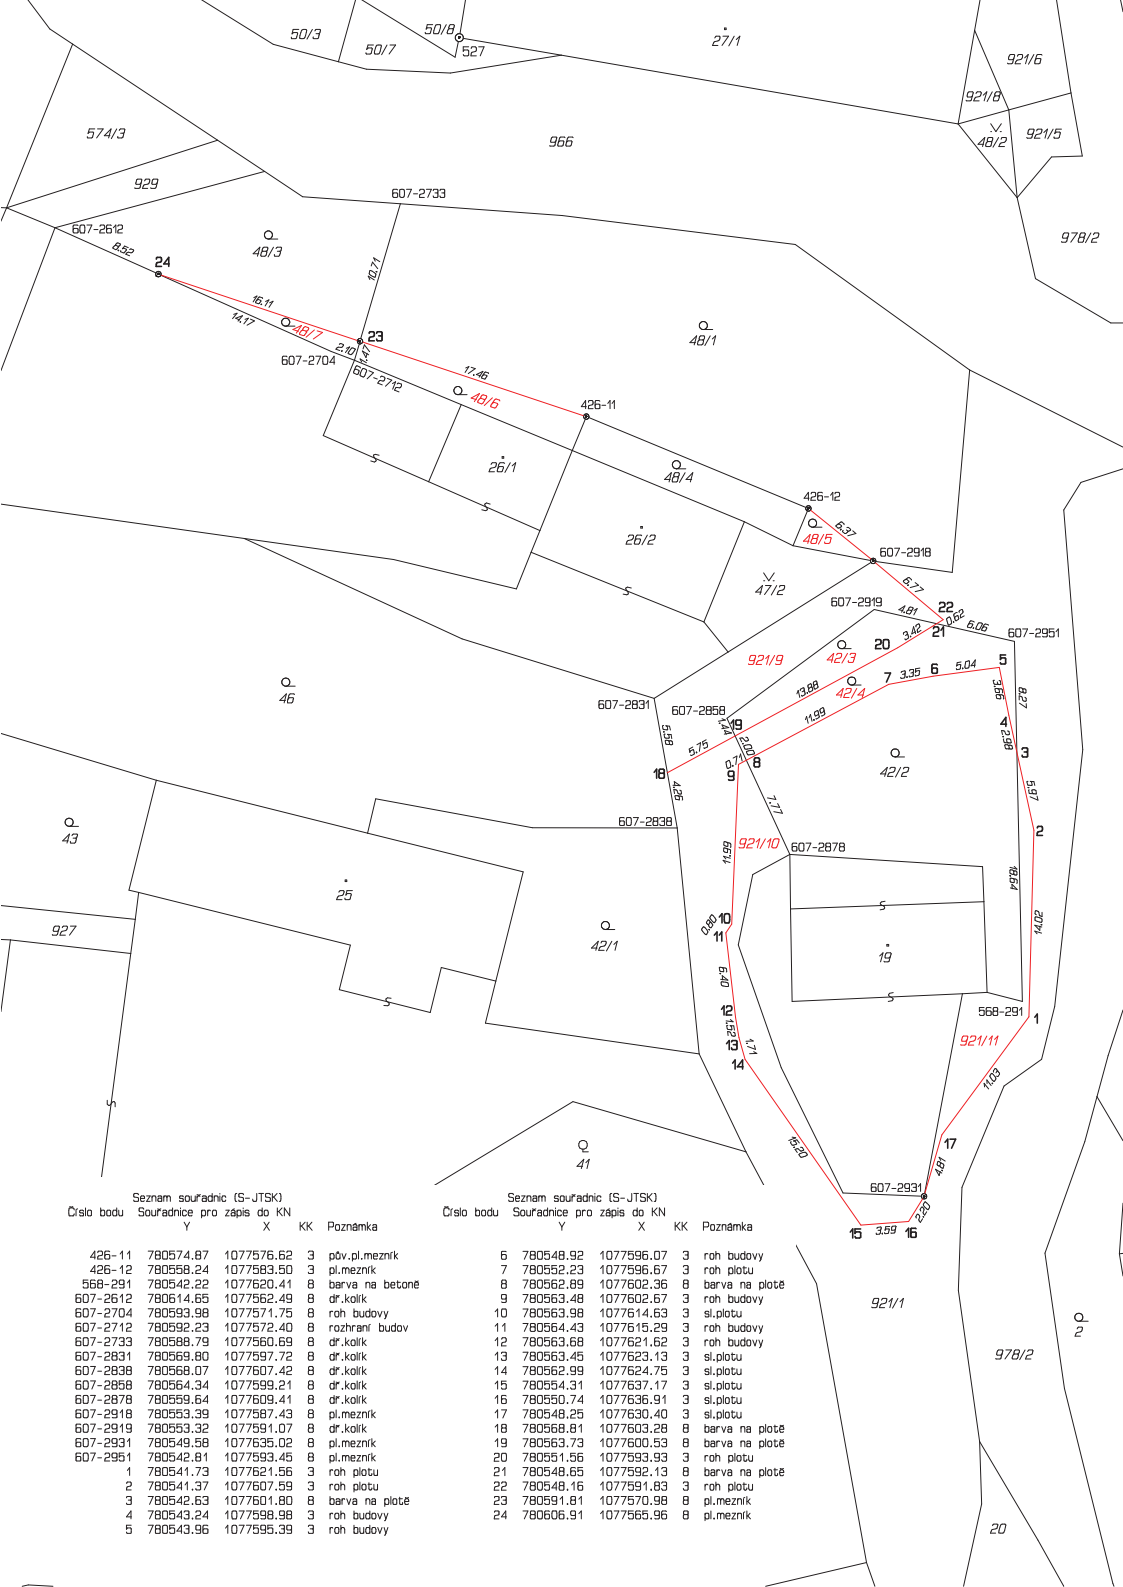 50/3
50/7
50/8
527
27/1
921/6
921/8
921/5
48/2
574/3
966
929
607-2733
978/2
607-2612
8.52
24
48/3
10.71
16.11
14.17
48/7
23
2.10
1.47
607-2704
607-2712
48/1
17.46
48/6
426-11
26/1
48/4
426-12
6.37
48/5
26/2
607-2918
47/2
6.77
22
607-2919
4.81
0.62
21
6.06
607-2951
3.42
20
921/9
42/3
42/4
7
3.35
6
5.04
5
3.66
8.27
46
607-2831
607-2858
13.88
11.99
1.44
19
5.58
5.75
2.00
4
2.98
3
0.71
8
9
18
4.26
42/2
5.97
7.77
43
607-2838
2
921/10
607-2878
11.99
25
18.64
14.01
927
0.80
10
11
42/1
19
6.40
568-291
1
12
1.52
13
1.71
14
921/11
11.03
15.20
17
4.81
41
607-2931
2.20
15
3.59
16
921/1
2
978/2
20
Seznam souřadnic (S-JTSK)
Číslo bodu Souřadnice pro zápis do KN
Y X KK Poznámka
426-11 780574.87 1077576.62 3 pův.pl.mezník
426-12 780558.24 1077583.50 3 pl.mezník
568-291 780542.22 1077620.41 8 barva na betoně
607-2612 780614.65 1077562.49 8 dř.kolík
607-2704 780593.98 1077571.75 8 roh budovy
607-2712 780592.23 1077572.40 8 rozhraní budov
607-2733 780588.79 1077560.69 8 dř.kolík
607-2831 780569.80 1077597.72 8 dř.kolík
607-2838 780568.07 1077607.42 8 dř.kolík
607-2858 780564.34 1077599.21 8 dř.kolík
607-2878 780559.64 1077609.41 8 dř.kolík
607-2918 780553.39 1077587.43 8 pl.mezník
607-2919 780553.32 1077591.07 8 dř.kolík
607-2931 780549.58 1077635.02 8 pl.mezník
607-2951 780542.81 1077593.45 8 pl.mezník
1 780541.73 1077621.56 3 roh plotu
2 780541.37 1077607.59 3 roh plotu
3 780542.63 1077601.80 8 barva na plotě
4 780543.24 1077598.98 3 roh budovy
5 780543.96 1077595.39 3 roh budovy
Seznam souřadnic (S-JTSK)
Číslo bodu Souřadnice pro zápis do KN
Y X KK Poznámka
6 780548.92 1077596.07 3 roh budovy
7 780552.23 1077596.67 3 roh plotu
8 780562.89 1077602.36 8 barva na plotě
9 780563.48 1077602.67 3 roh budovy
10 780563.98 1077614.63 3 sl.plotu
11 780564.43 1077615.29 3 roh budovy
12 780563.68 1077621.62 3 roh budovy
13 780563.45 1077623.13 3 sl.plotu
14 780562.99 1077624.75 3 sl.plotu
15 780554.31 1077637.17 3 sl.plotu
16 780550.74 1077636.91 3 sl.plotu
17 780548.25 1077630.40 3 sl.plotu
18 780568.81 1077603.28 8 barva na plotě
19 780563.73 1077600.53 8 barva na plotě
20 780551.56 1077593.93 3 roh plotu
21 780548.65 1077592.13 8 barva na plotě
22 780548.16 1077591.83 3 roh plotu
23 780591.81 1077570.98 8 pl.mezník
24 780606.91 1077565.96 8 pl.mezník